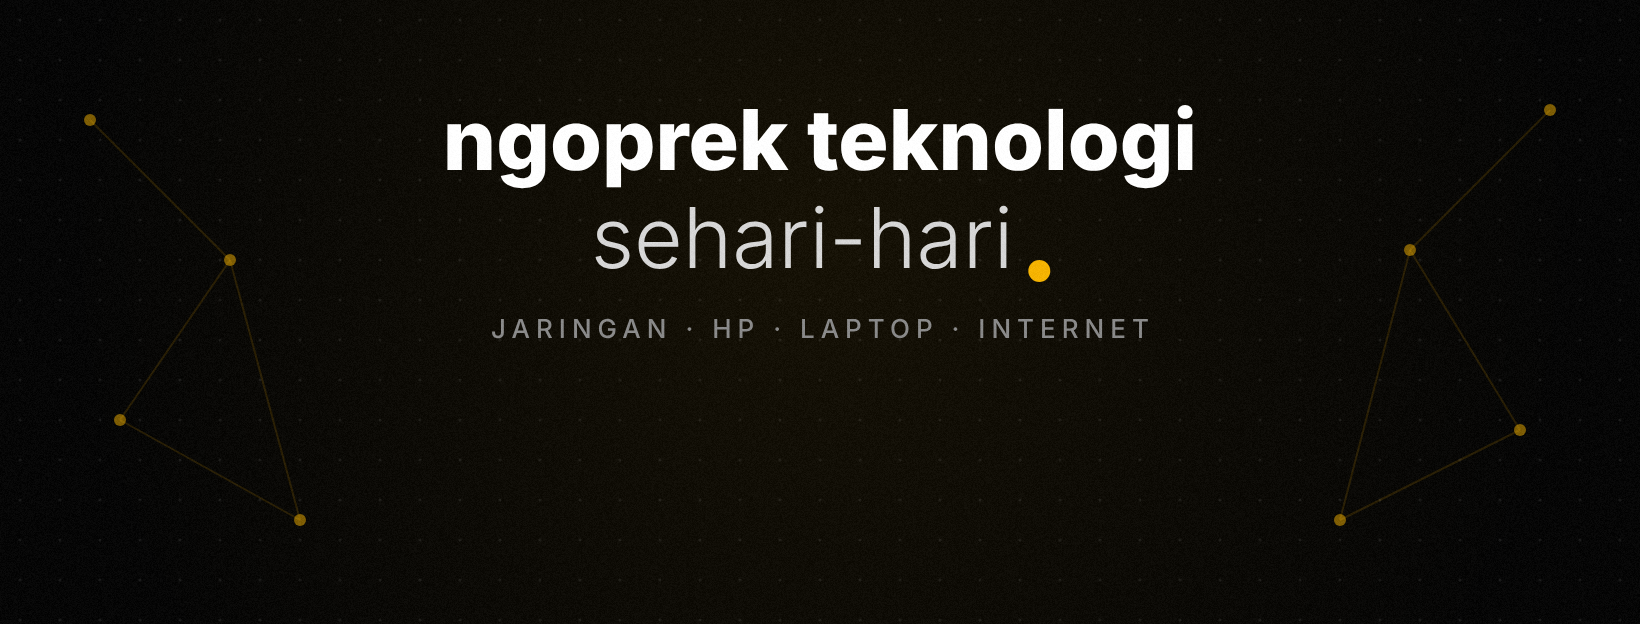 ngoprek teknologi
sehari-hari.
JARINGAN · HP · LAPTOP · INTERNET